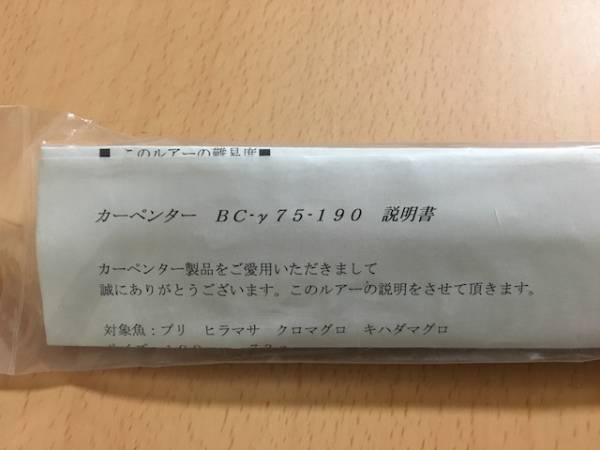 ■ このルアーの難易度■
カーペンター BC-γ75-190 説明書
カーペンター製品をご愛用いただきまして
誠にありがとうございます。このルアーの説明をさせて頂きます。
対象魚：ブリ ヒラマサ クロマグロ キハダマグロ